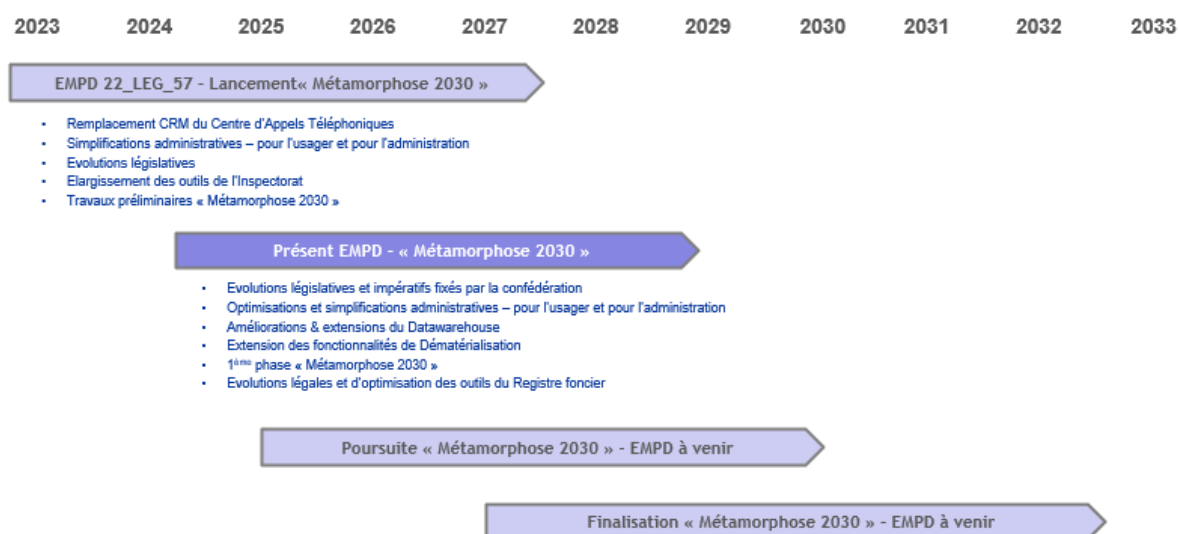 2023 2024 2025 2026 2027 2028 2029 2030 2031 2032 2033
EMPD 22_LEG_57 – Lancement« Métamorphose 2030 »
• Remplacement CRM du Centre d'Appels Téléphoniques
• Simplifications administratives – pour l'usager et pour l'administration
• Evolutions législatives
• Elargissement des outils de l'Inspectorat
• Travaux préliminaires « Métamorphose 2030 »
Présent EMPD – « Métamorphose 2030 »
• Evolutions législatives et impératifs fixés par la confédération
• Optimisations et simplifications administratives – pour l'usager et pour l'administration
• Améliorations & extensions du Datawarehouse
• Extension des fonctionnalités de Dématérialisation
• 1ème phase « Métamorphose 2030 »
• Evolutions légales et d'optimisation des outils du Registre foncier
Poursuite « Métamorphose 2030 » - EMPD à venir
Finalisation « Métamorphose 2030 » - EMPD à venir